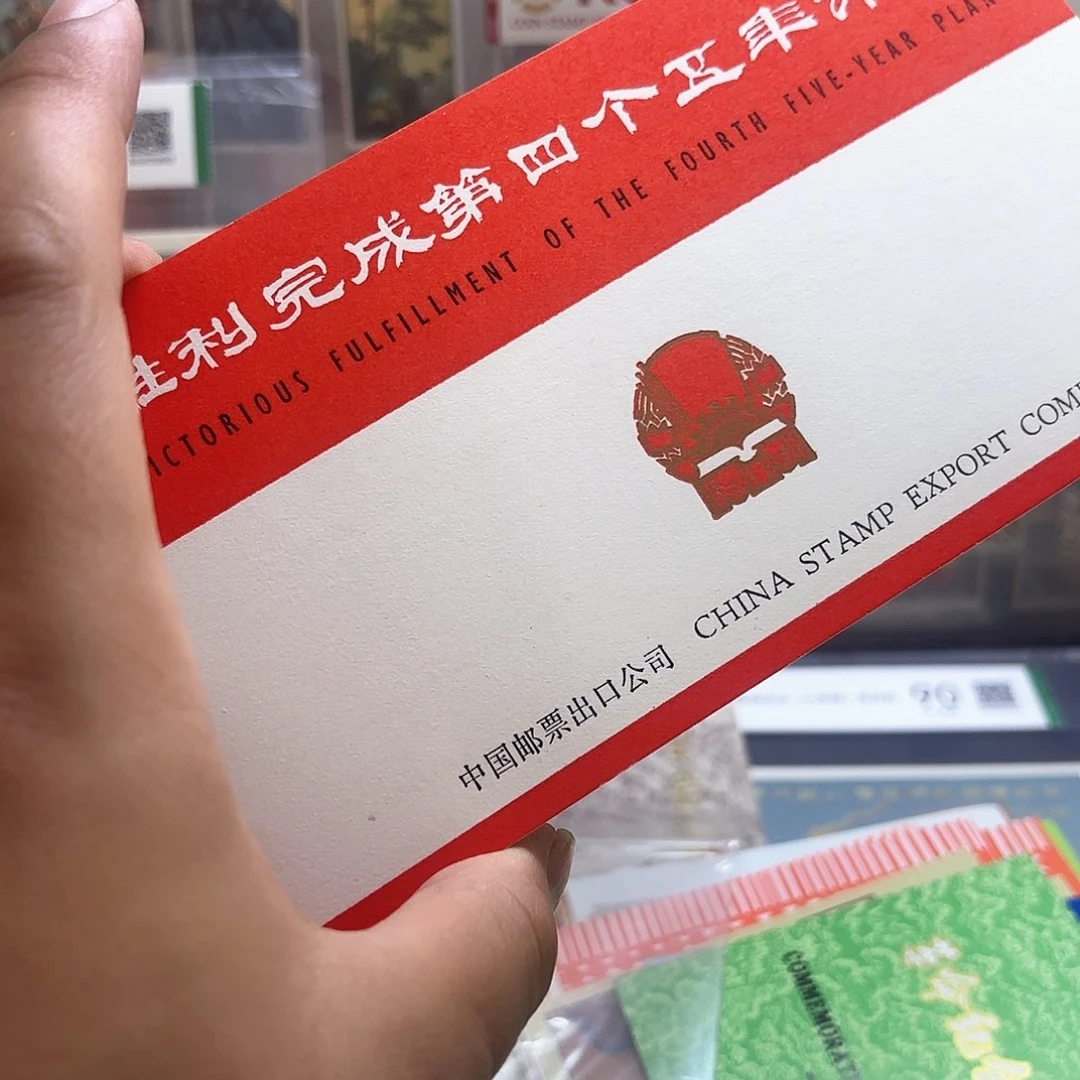 胜利完成第四个五年计
VICTORIOUS FULFILLMENT OF THE FOURTH FIVE-YEAR PLAN
中国邮票出口公司 CHINA STAMP EXPORT COM
COMMEMORAT